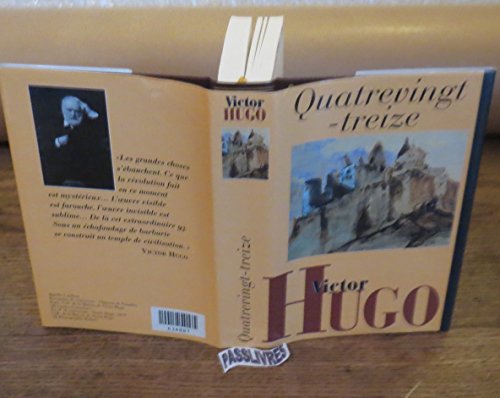 «Les grandes choses
s'ébauchent. Ce que
la révolution fait
en ce moment
est mystérieux... L'œuvre visible
est farouche, l'œuvre invisible est
sublime... De là cet extraordinaire 93.
Sous un échafaudage de barbarie
se construit un temple de civilisation.»
VICTOR HUGO
Victor
HUGO
Quatrevingt-treize
Quatrevingt
-treize
Victor
HUGO
PASSLIVRES